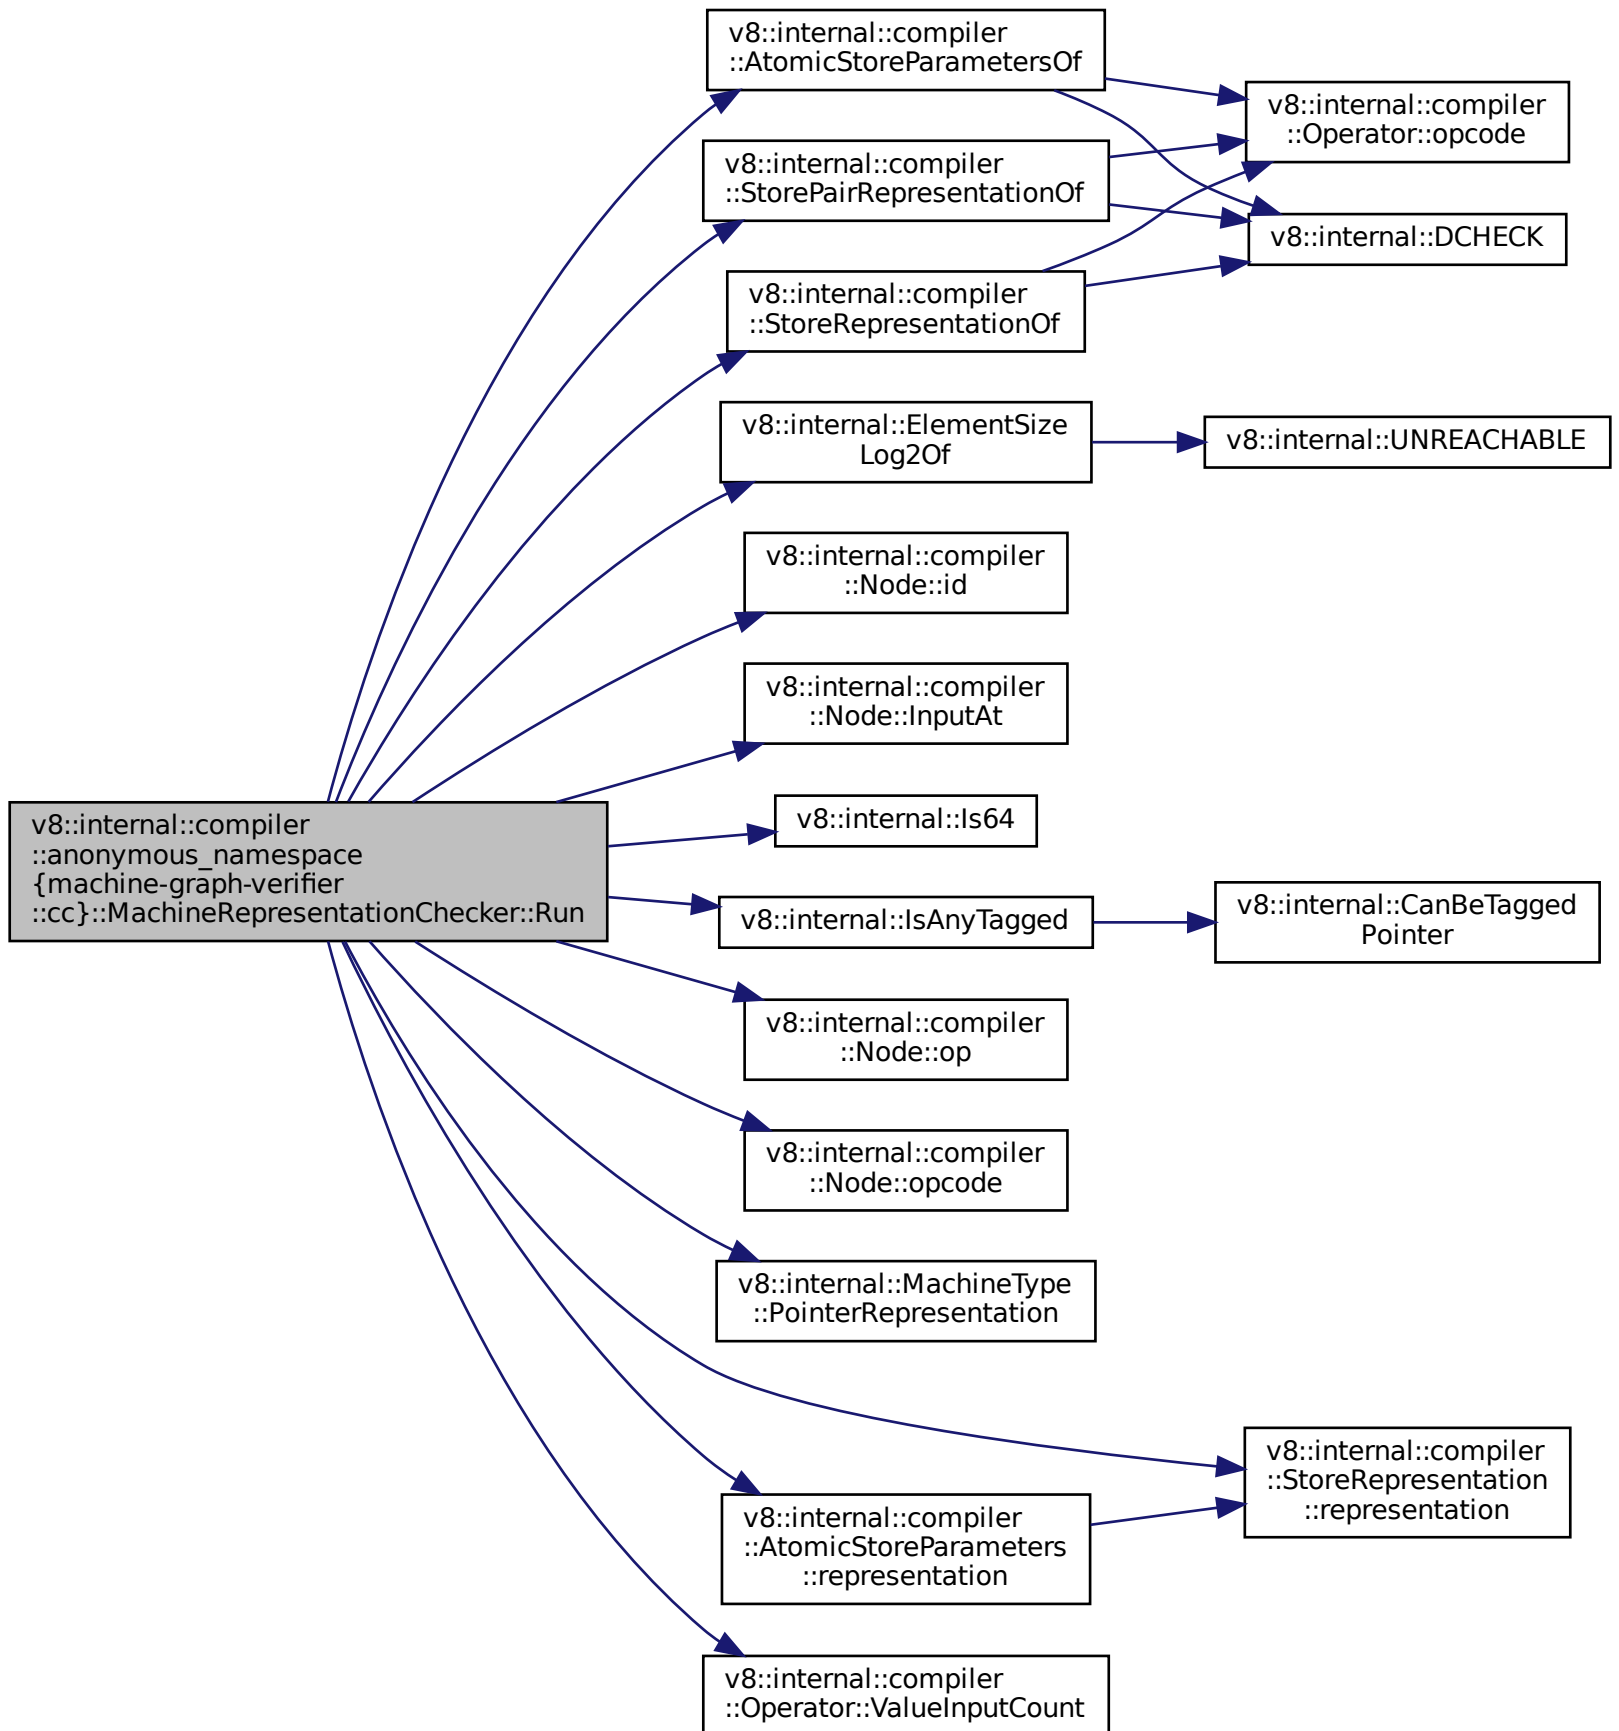 v8::internal::compiler
::AtomicStoreParametersOf
v8::internal::compiler
::Operator::opcode
v8::internal::compiler
::StorePairRepresentationOf
v8::internal::DCHECK
v8::internal::compiler
::StoreRepresentationOf
v8::internal::ElementSize
Log2Of
v8::internal::UNREACHABLE
v8::internal::compiler
::Node::id
v8::internal::compiler
::Node::InputAt
v8::internal::Is64
v8::internal::compiler
::anonymous_namespace
{machine-graph-verifier
::cc}::MachineRepresentationChecker::Run
v8::internal::IsAnyTagged
v8::internal::CanBeTagged
Pointer
v8::internal::compiler
::Node::op
v8::internal::compiler
::Node::opcode
v8::internal::MachineType
::PointerRepresentation
v8::internal::compiler
::StoreRepresentation
::representation
v8::internal::compiler
::AtomicStoreParameters
::representation
v8::internal::compiler
::Operator::ValueInputCount